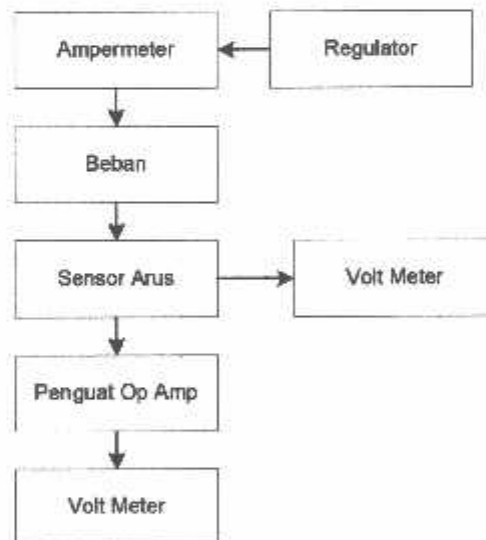 Ampermeter
Regulator
Beban
Sensor Arus
Volt Meter
Penguat Op Amp
Volt Meter